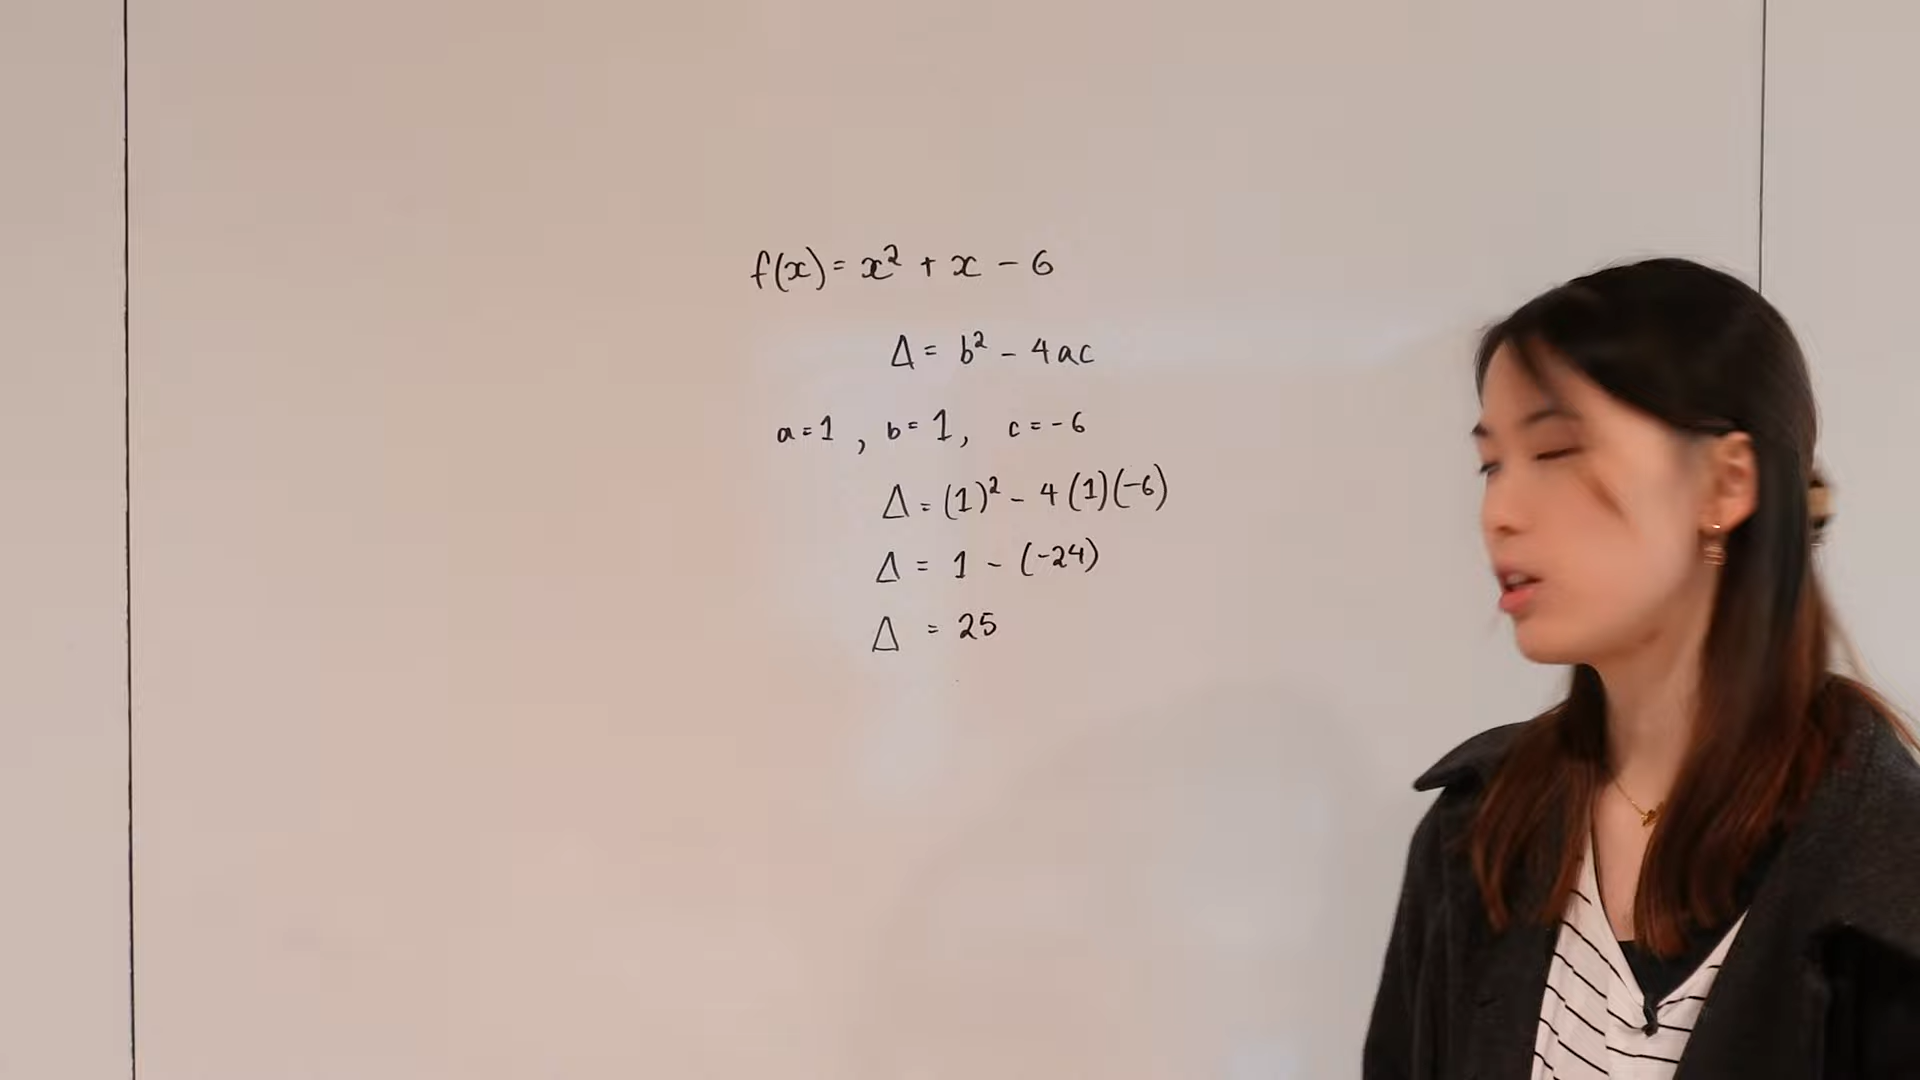 f(x) = x² + x - 6
Δ = b² - 4ac
a = 1 , b = 1, c = -6
Δ = (1)² - 4(1)(-6)
Δ = 1 - (-24)
Δ = 25